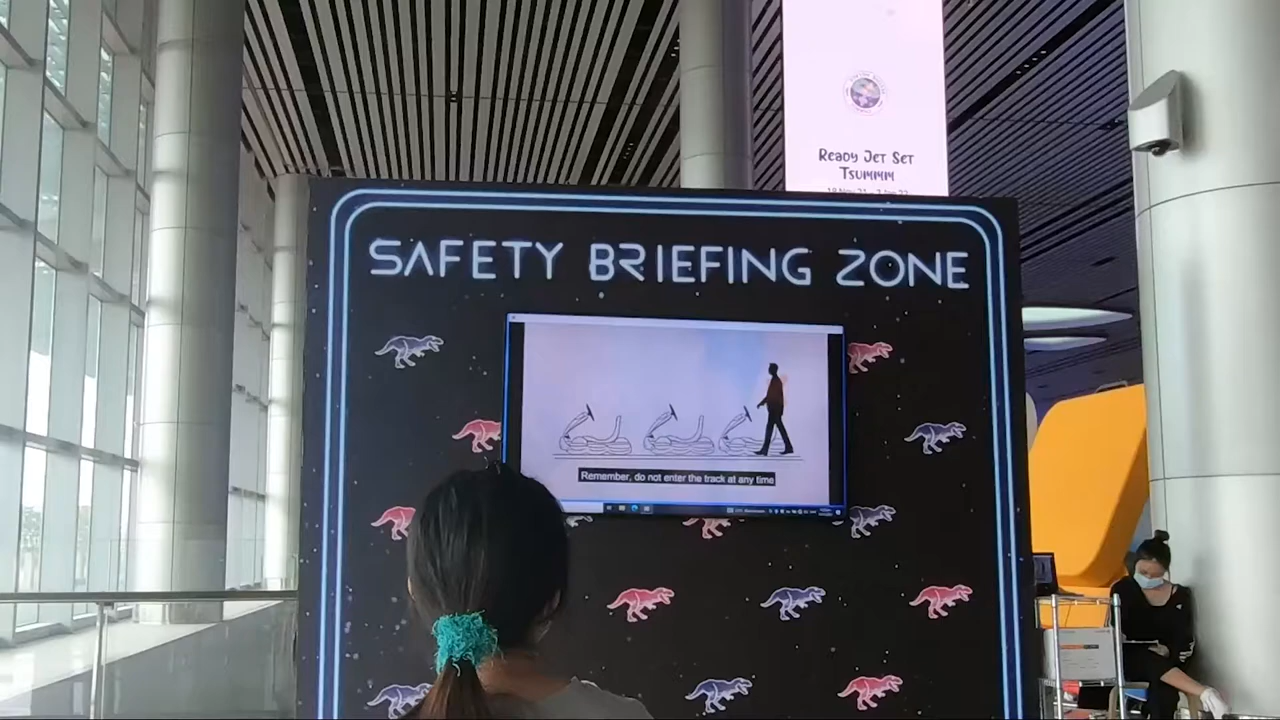 Ready Jet Set
Tsummm
SAFETY BRIEFING ZONE
Remember, do not enter the track at any time